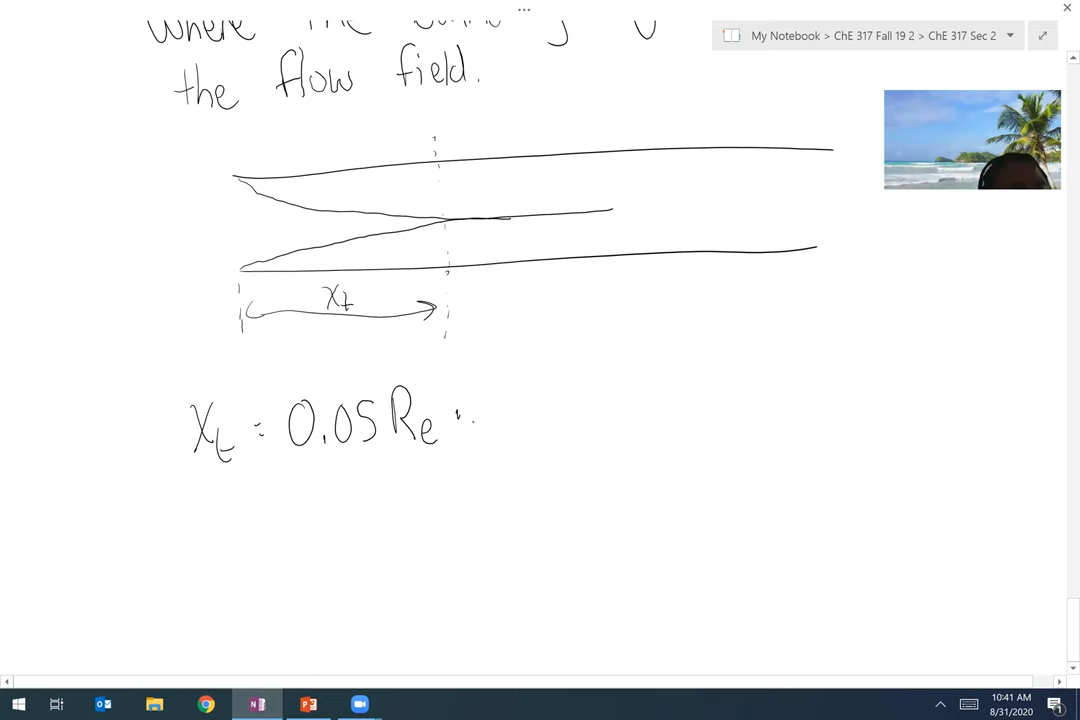 ...
My Notebook > ChE 317 Fall 19 2 > ChE 317 Sec 2
Where
the flow field.
xt
xt = 0.05 Re
10:41 AM
8/31/2020